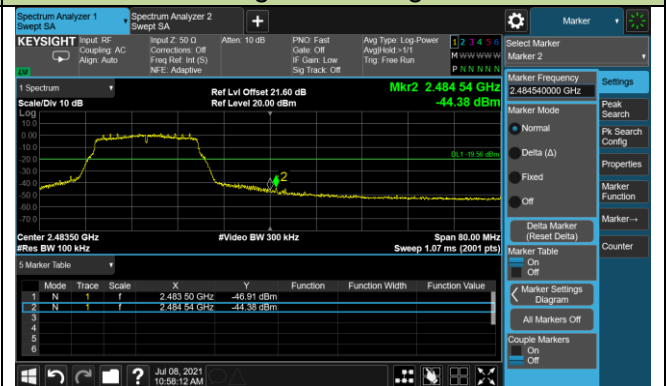 Spectrum Analyzer 1
Swept SA
Spectrum Analyzer 2
Swept SA
+
Marker
KEYSIGHT
Input: RF
Coupling: AC
Align: Auto
Input Z: 50 Ω
Corrections: Off
Freq Ref: Int (S)
NFE: Adaptive
Atten: 10 dB
PNO: Fast
Gate: Off
IF Gain: Low
Sig Track: Off
Avg Type: Log-Power
Avg|Hold:>1/1
Trig: Free Run
1 2 3 4 5 6
M W W W W W
P N N N N N
Select Marker
Marker 2
Marker Frequency
2.484540000 GHz
Settings
1 Spectrum
Scale/Div 10 dB
Ref Lvl Offset 21.60 dB
Ref Level 20.00 dBm
Mkr2 2.484 54 GHz
-44.38 dBm
Log
10.0
0.00
-10.0
-20.0
-30.0
-40.0
-50.0
-60.0
-70.0
DL1 -19.56 dBm
2
Marker Mode
Normal
Delta (Δ)
Fixed
Off
Delta Marker
(Reset Delta)
Marker Table
On
Off
Marker Settings
Diagram
All Markers Off
Couple Markers
On
Off
Peak
Search
Pk Search
Config
Properties
Marker
Function
Marker→
Counter
Center 2.48350 GHz
#Video BW 300 kHz
Span 80.00 MHz
#Res BW 100 kHz
Sweep 1.07 ms (2001 pts)
5 Marker Table
Mode Trace Scale X Y Function Function Width Function Value
1 N 1 f 2.483 50 GHz -46.91 dBm
2 N 1 f 2.484 54 GHz -44.38 dBm
3
4
5
6
?
Jul 08, 2021
10:58:12 AM